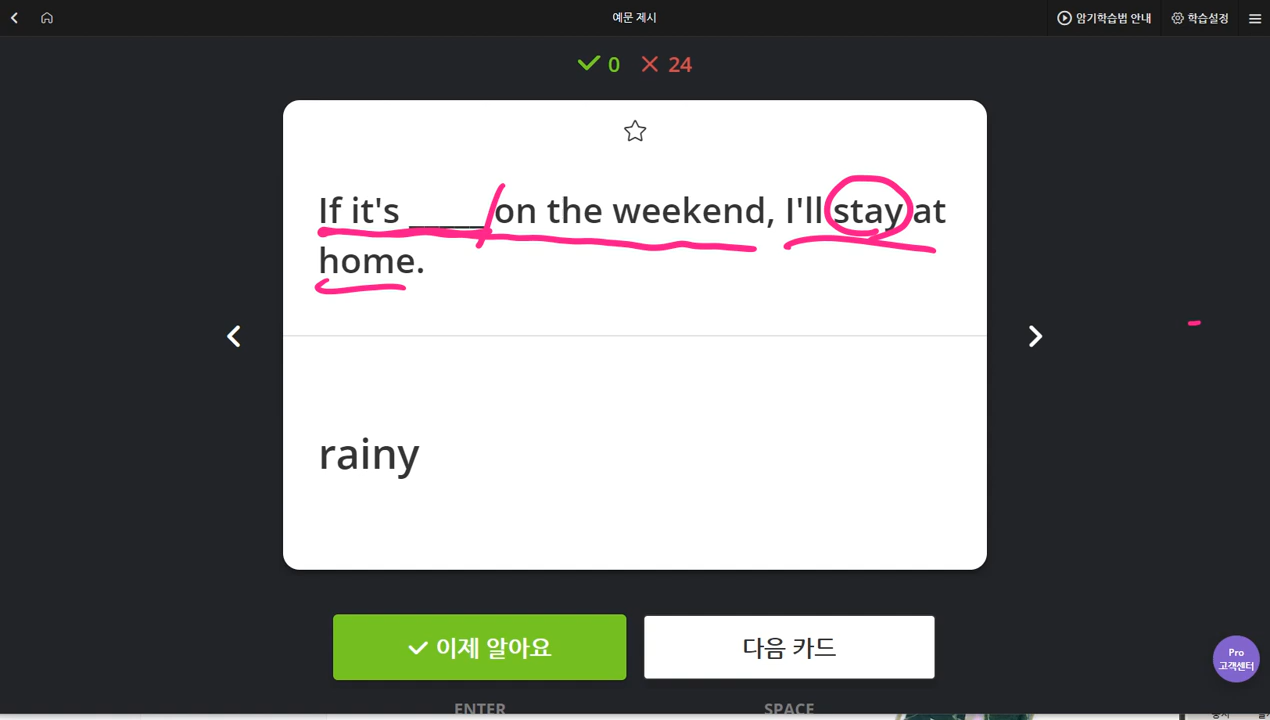 예문 제시
암기학습법 안내
학습설정
0
24
If it's _____ on the weekend, I'll stay at
home.
rainy
이제 알아요
다음 카드
Pro
고객센터
ENTER
SPACE